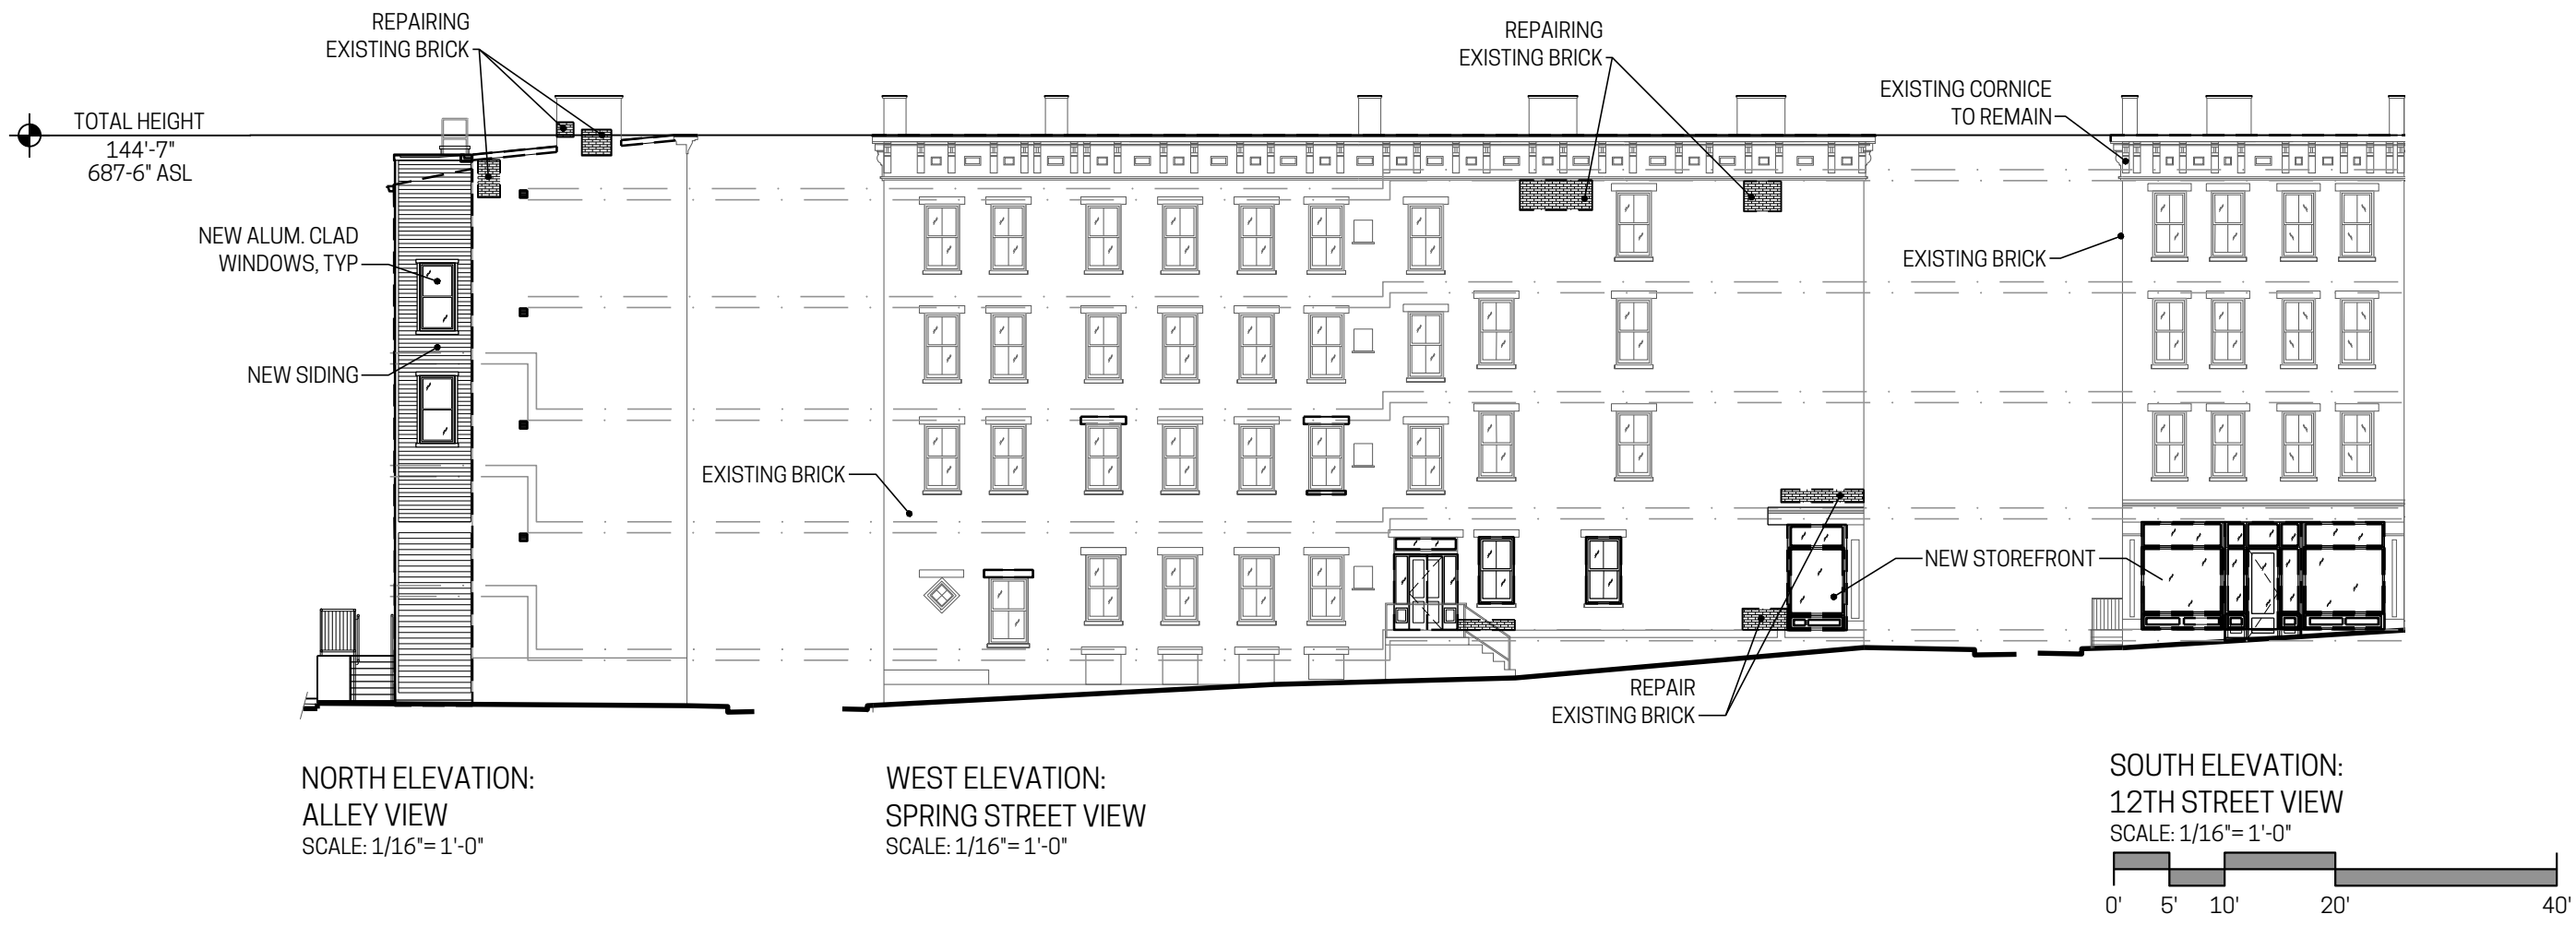 REPAIRING
EXISTING BRICK
REPAIRING
EXISTING BRICK
EXISTING CORNICE
TO REMAIN
TOTAL HEIGHT
144'-7"
687-6" ASL
NEW ALUM. CLAD
WINDOWS, TYP
EXISTING BRICK
NEW SIDING
EXISTING BRICK
NEW STOREFRONT
REPAIR
EXISTING BRICK
NORTH ELEVATION:
ALLEY VIEW
SCALE: 1/16"= 1'-0"
WEST ELEVATION:
SPRING STREET VIEW
SCALE: 1/16"= 1'-0"
SOUTH ELEVATION:
12TH STREET VIEW
SCALE: 1/16"= 1'-0"
0' 5' 10' 20' 40'